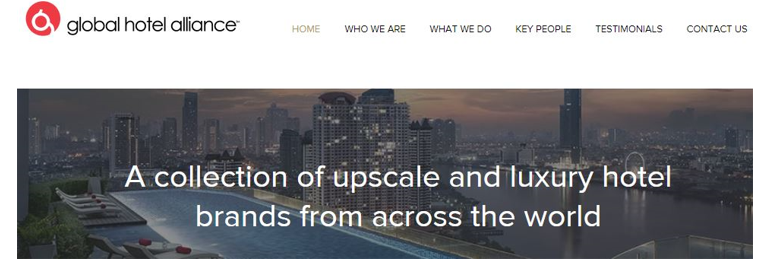 global hotel alliance™
HOME WHO WE ARE WHAT WE DO KEY PEOPLE TESTIMONIALS CONTACT US
A collection of upscale and luxury hotel
brands from across the world